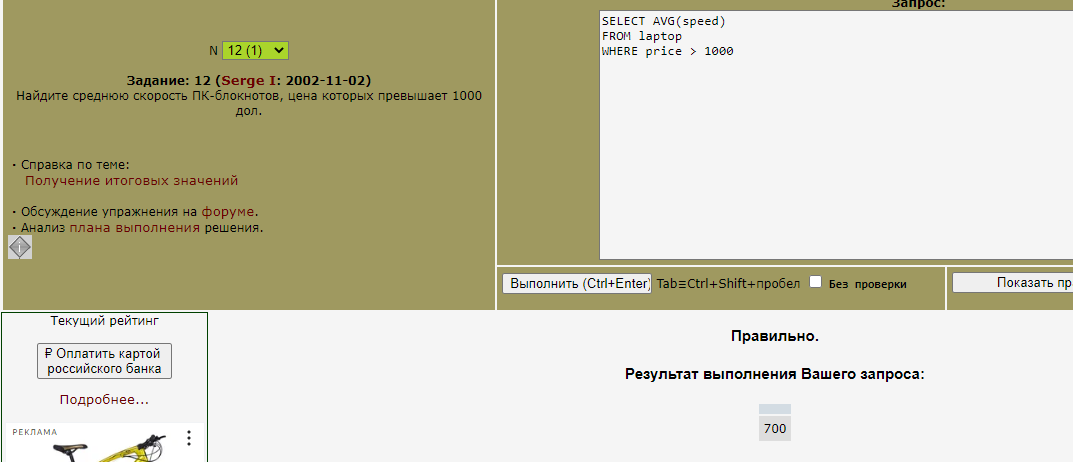 N 12 (1)
Задание: 12 (Serge I: 2002-11-02)
Найдите среднюю скорость ПК-блокнотов, цена которых превышает 1000
дол.
· Справка по теме:
Получение итоговых значений
· Обсуждение упражнения на форуме.
· Анализ плана выполнения решения.
Запрос:
SELECT AVG(speed)
FROM laptop
WHERE price > 1000
Выполнить (Ctrl+Enter) Tab≡Ctrl+Shift+пробел Без проверки
Показать
Текущий рейтинг
₽ Оплатить картой
российского банка
Подробнее...
РЕКЛАМА
Правильно.
Результат выполнения Вашего запроса:
700